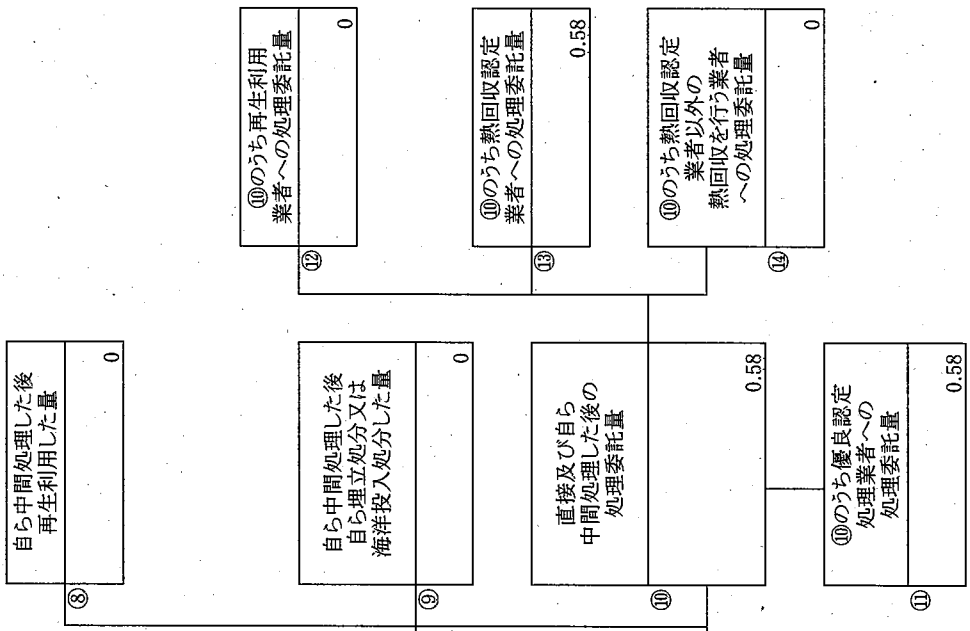 ⑧
自ら中間処理した後
再生利用した量
0
⑨
自ら中間処理した後
自ら埋立処分又は
海洋投入処分した量
0
⑩
直接及び自ら
中間処理した後の
処理委託量
0.58
⑪
⑩のうち優良認定
処理業者への
処理委託量
0.58
⑫
⑩のうち再生利用
業者への処理委託量
0
⑬
⑩のうち熱回収認定
業者への処理委託量
0.58
⑭
⑩のうち熱回収認定
業者以外の
熱回収を行う業者
への処理委託量
0